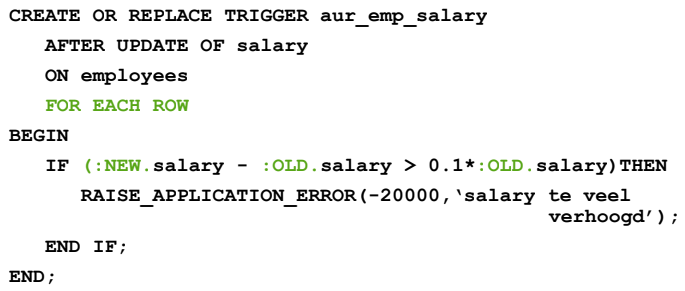 CREATE OR REPLACE TRIGGER aur_emp_salary
AFTER UPDATE OF salary
ON employees
FOR EACH ROW
BEGIN
IF (:NEW.salary - :OLD.salary > 0.1*:OLD.salary)THEN
RAISE_APPLICATION_ERROR(-20000,‘salary te veel
verhoogd’);
END IF;
END;